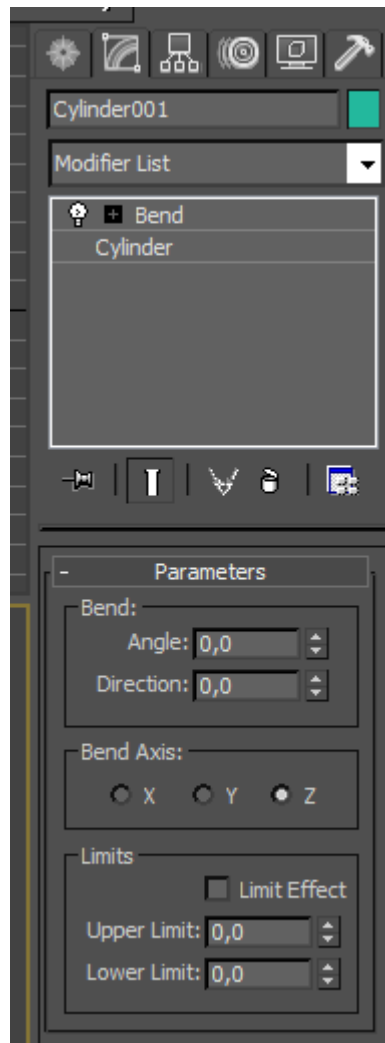 Cylinder001
Modifier List
Bend
Cylinder
- Parameters
Bend:
Angle: 0,0
Direction: 0,0
Bend Axis:
X Y Z
Limits
Limit Effect
Upper Limit: 0,0
Lower Limit: 0,0